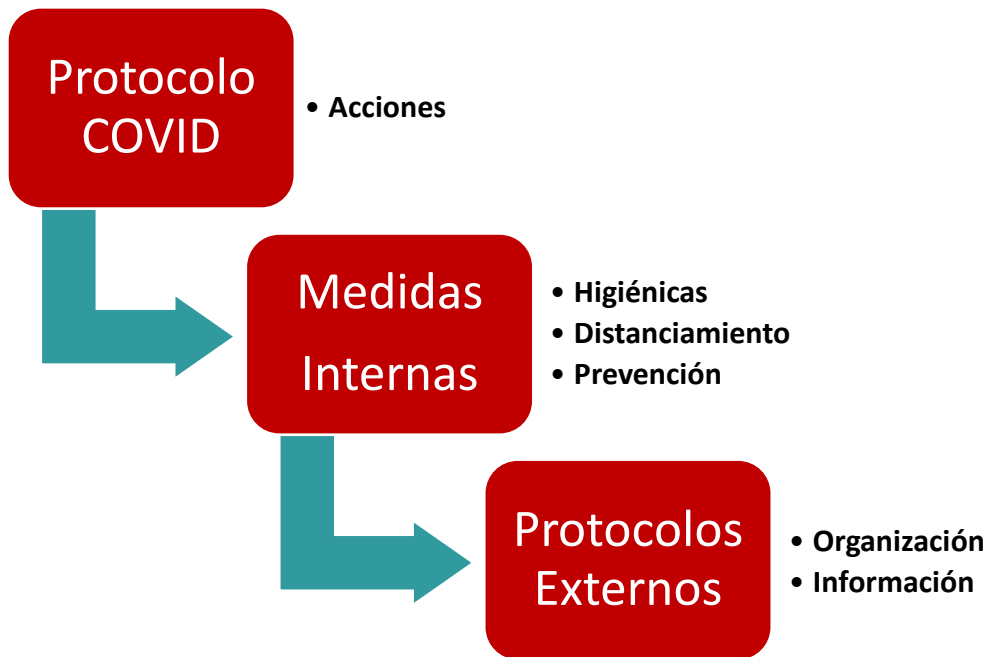 Protocolo
COVID
• Acciones
Medidas
Internas
• Higiénicas
• Distanciamiento
• Prevención
Protocolos
Externos
• Organización
• Información